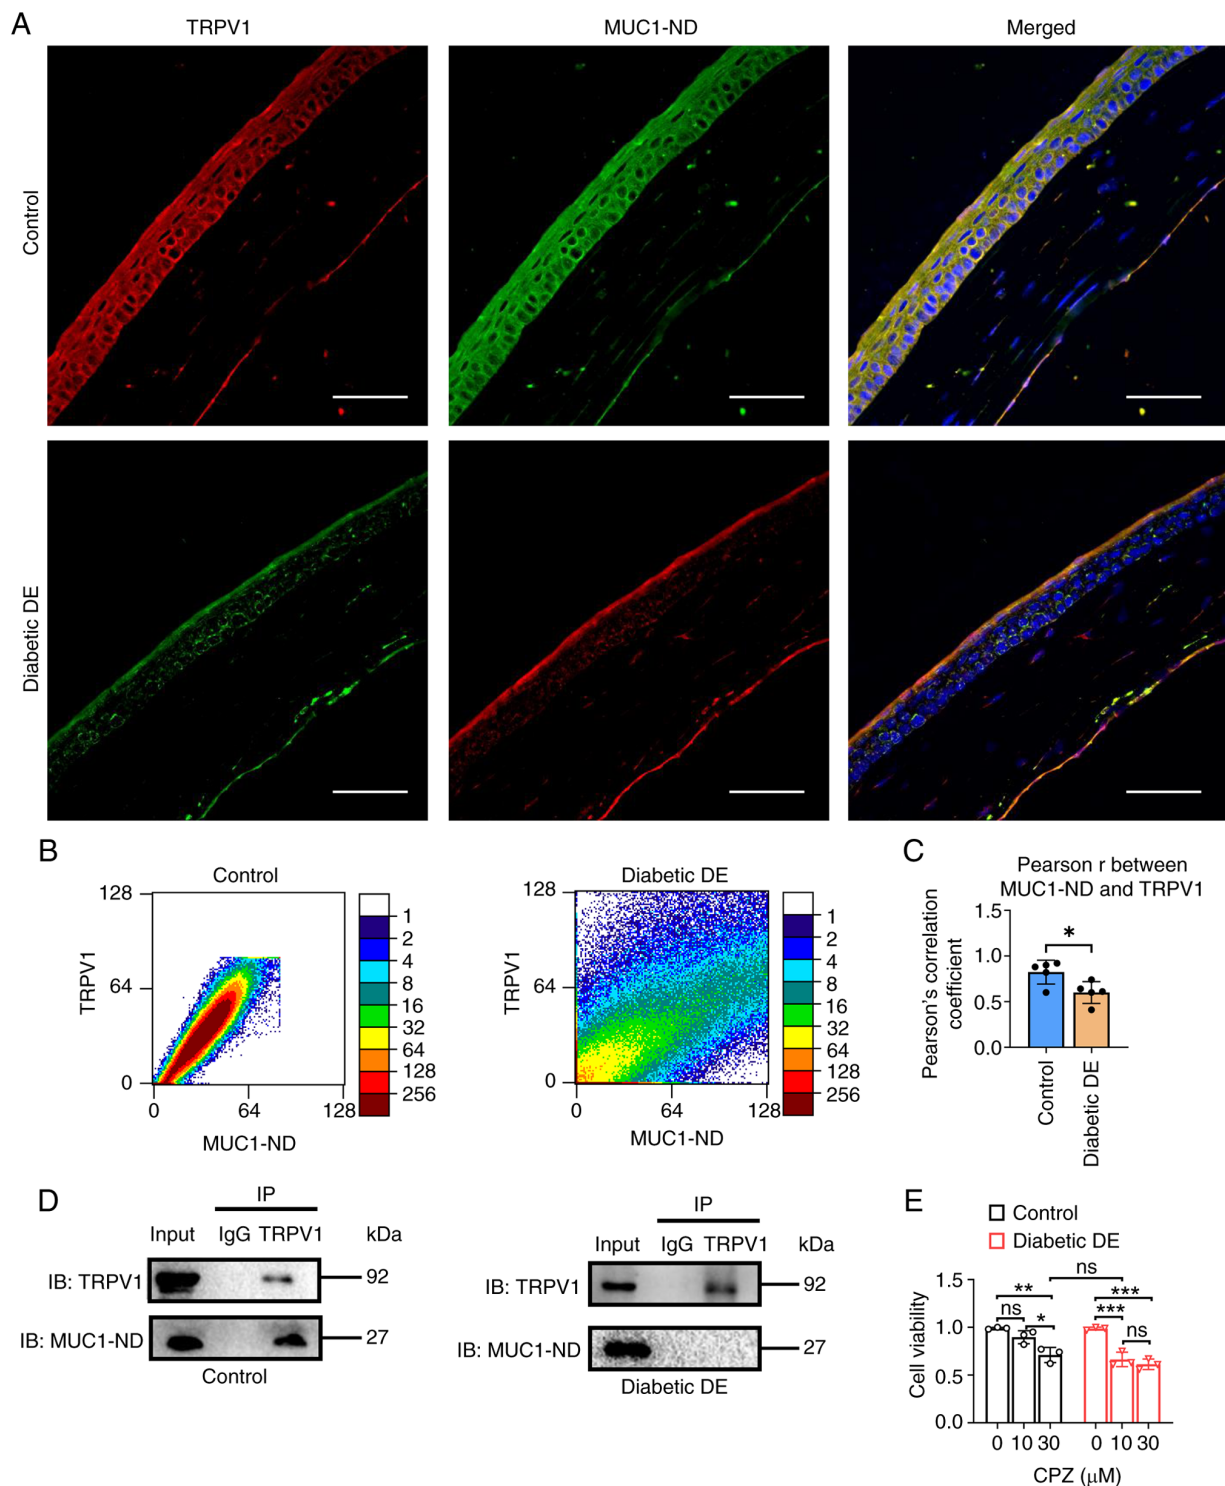 A
TRPV1 MUC1-ND Merged
Control
Diabetic DE
B
Control
TRPV1
128
64
0
0 64 128
MUC1-ND
1
2
4
8
16
32
64
128
256
Diabetic DE
TRPV1
128
64
0
0 64 128
MUC1-ND
1
2
4
8
16
32
64
128
256
C
Pearson r between
MUC1-ND and TRPV1
Pearson's correlation
coefficient
1.5
1.0
0.5
0.0
*
Control
Diabetic DE
D
IP
Input IgG TRPV1 kDa
IB: TRPV1 92
IB: MUC1-ND 27
Control
IP
Input IgG TRPV1 kDa
IB: TRPV1 92
IB: MUC1-ND 27
Diabetic DE
E
Control
Diabetic DE
Cell viability
1.5
1.0
0.5
0.0
ns
** ***
ns * *** ns
0 10 30 0 10 30
CPZ (μM)